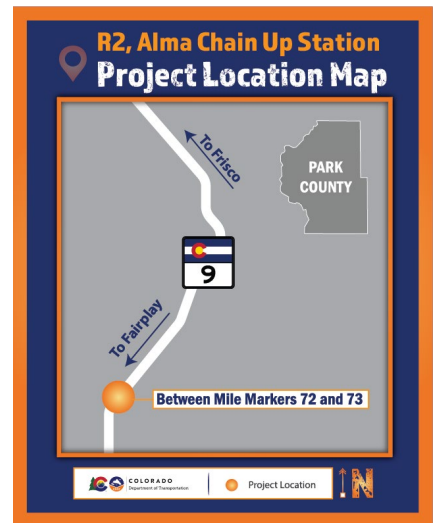 R2, Alma Chain Up Station
Project Location Map
To Frisco
PARK
COUNTY
9
To Fairplay
Between Mile Markers 72 and 73
COLORADO
Department of Transportation
Project Location
N